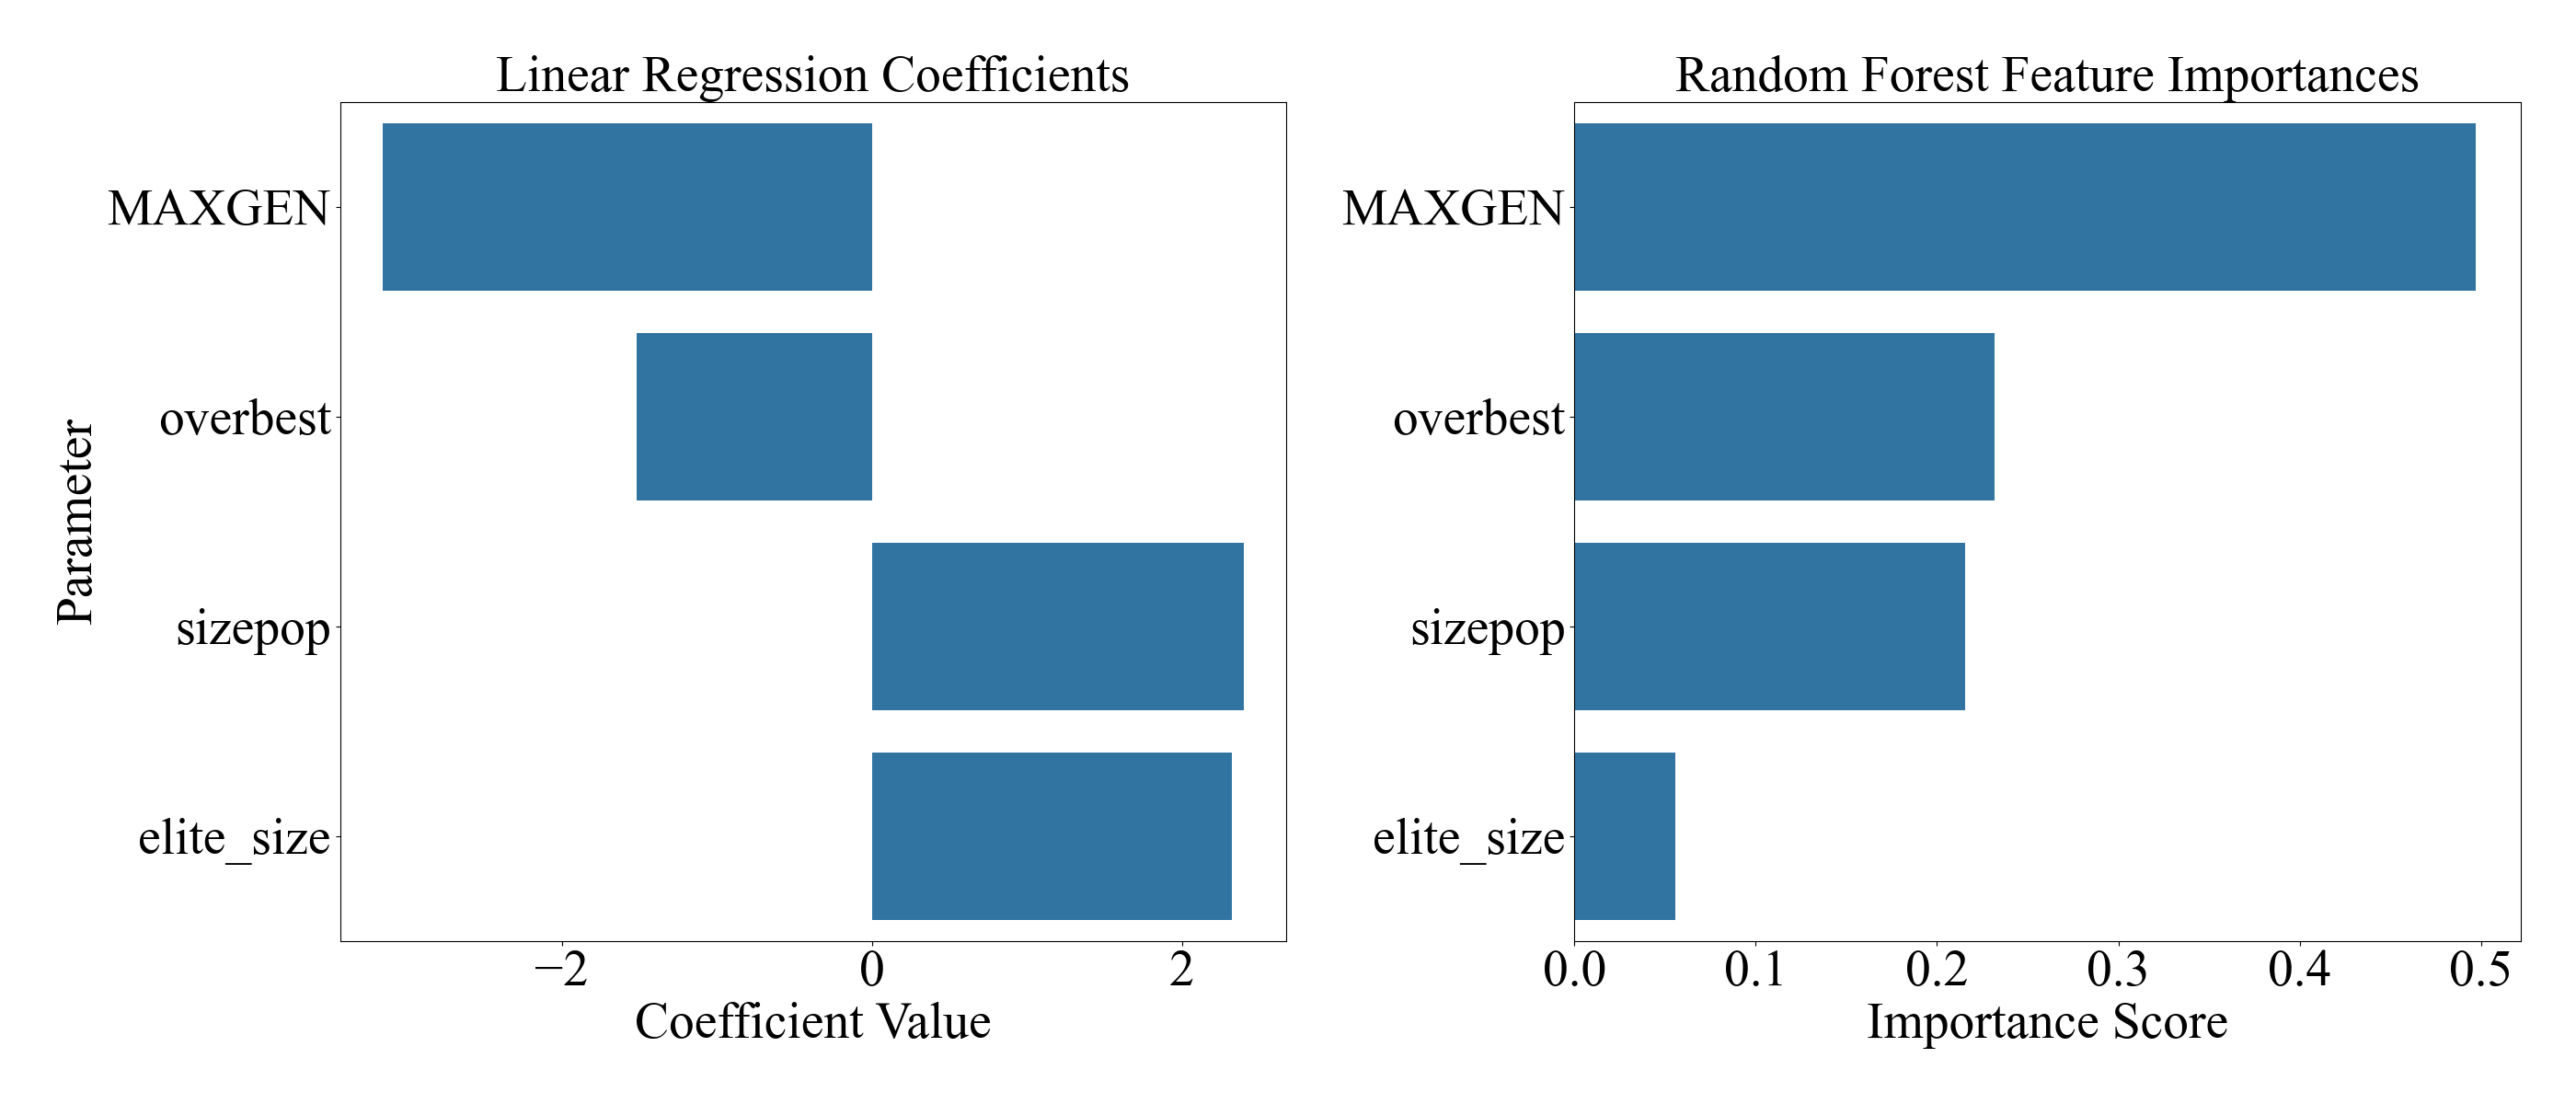 Linear Regression Coefficients
Parameter
MAXGEN
overbest
sizepop
elite_size
−2 0 2
Coefficient Value
Random Forest Feature Importances
MAXGEN
overbest
sizepop
elite_size
0.0 0.1 0.2 0.3 0.4 0.5
Importance Score